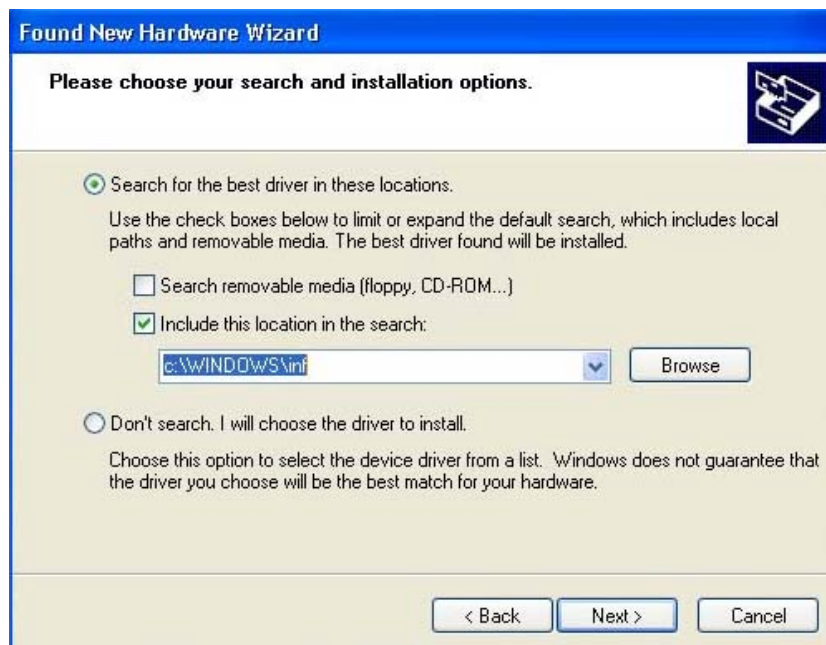 Found New Hardware Wizard
Please choose your search and installation options.
Search for the best driver in these locations.
Use the check boxes below to limit or expand the default search, which includes local
paths and removable media. The best driver found will be installed.
Search removable media (floppy, CD-ROM...)
Include this location in the search:
c:\WINDOWS\inf
Browse
Don't search. I will choose the driver to install.
Choose this option to select the device driver from a list. Windows does not guarantee that
the driver you choose will be the best match for your hardware.
< Back Next > Cancel